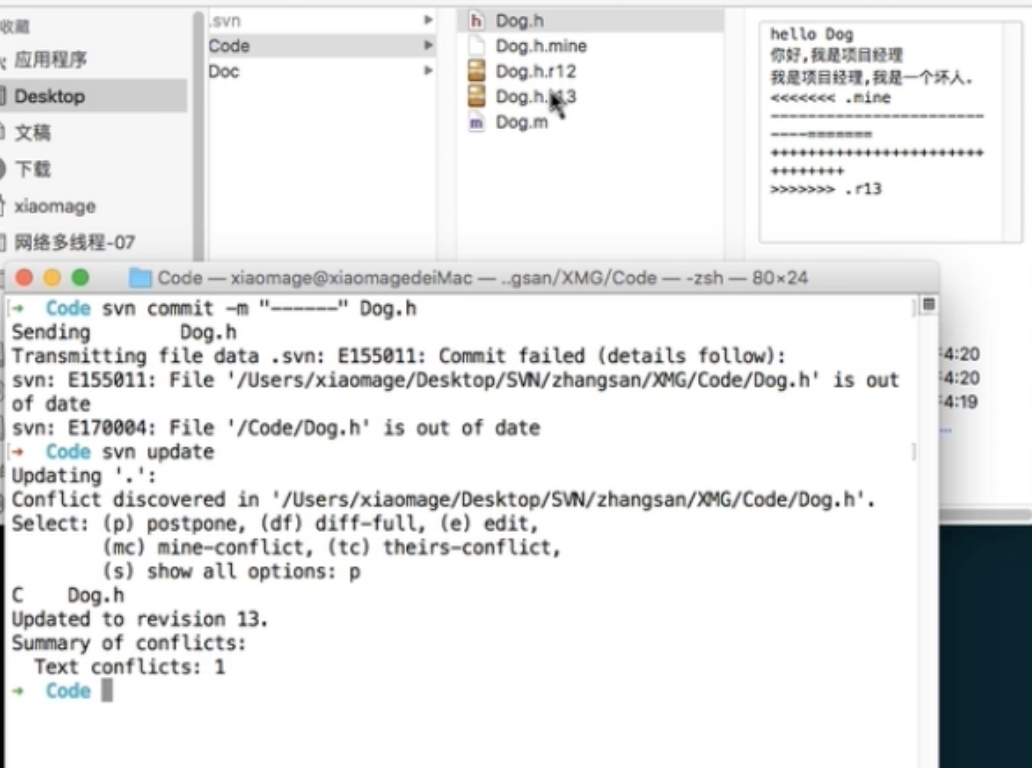 收藏
应用程序
Desktop
文稿
下载
xiaomage
网络多线程-07
.svn
Code
Doc
Dog.h
Dog.h.mine
Dog.h.r12
Dog.h.r13
Dog.m
hello Dog
你好,我是项目经理
我是项目经理,我是一个坏人.
<<<<<<< .mine
------------------------
----=======
++++++++++++++++++++++++
++++++++
>>>>>>> .r13
Code — xiaomage@xiaomagedeiMac — ..gsan/XMG/Code — -zsh — 80×24
→ Code svn commit -m "------" Dog.h
Sending Dog.h
Transmitting file data .svn: E155011: Commit failed (details follow):
svn: E155011: File '/Users/xiaomage/Desktop/SVN/zhangsan/XMG/Code/Dog.h' is out
of date
svn: E170004: File '/Code/Dog.h' is out of date
→ Code svn update
Updating '.':
Conflict discovered in '/Users/xiaomage/Desktop/SVN/zhangsan/XMG/Code/Dog.h'.
Select: (p) postpone, (df) diff-full, (e) edit,
(mc) mine-conflict, (tc) theirs-conflict,
(s) show all options: p
C Dog.h
Updated to revision 13.
Summary of conflicts:
Text conflicts: 1
→ Code
4:20
4:20
4:19